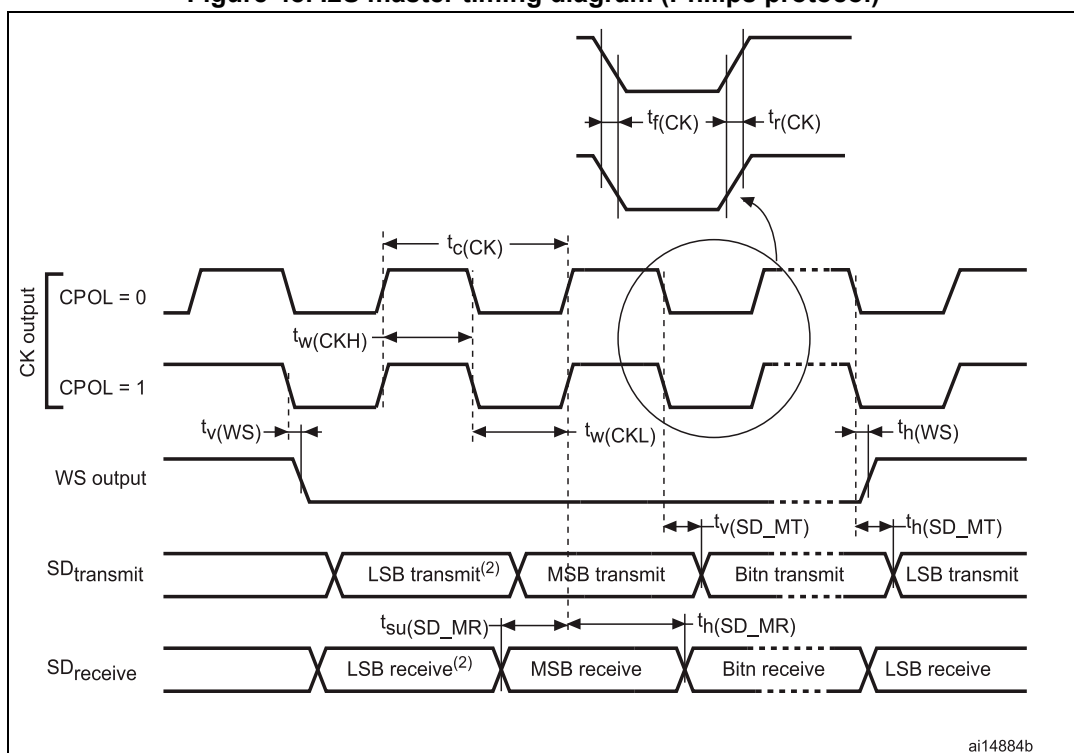 Figure 48. I2S master timing diagram (Philips protocol)
tf(CK)
tr(CK)
tc(CK)
CK output
CPOL = 0
tw(CKH)
CPOL = 1
tv(WS)
tw(CKL)
th(WS)
WS output
tv(SD_MT)
th(SD_MT)
SDtransmit
LSB transmit(2)
MSB transmit
Bitn transmit
LSB transmit
tsu(SD_MR)
th(SD_MR)
SDreceive
LSB receive(2)
MSB receive
Bitn receive
LSB receive
ai14884b